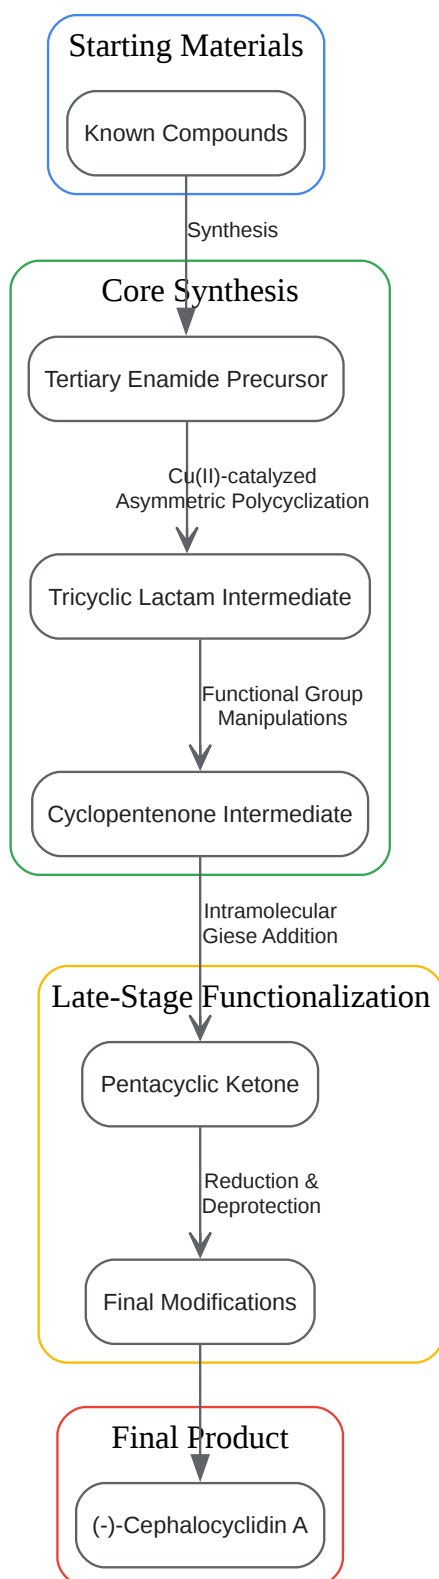 Starting Materials
Known Compounds
Synthesis
Core Synthesis
Tertiary Enamide Precursor
Cu(II)-catalyzed
Asymmetric Polycyclization
Tricyclic Lactam Intermediate
Functional Group
Manipulations
Cyclopentenone Intermediate
Intramolecular
Giese Addition
Late-Stage Functionalization
Pentacyclic Ketone
Reduction &
Deprotection
Final Modifications
Final Product
(-)-Cephalocyclidin A